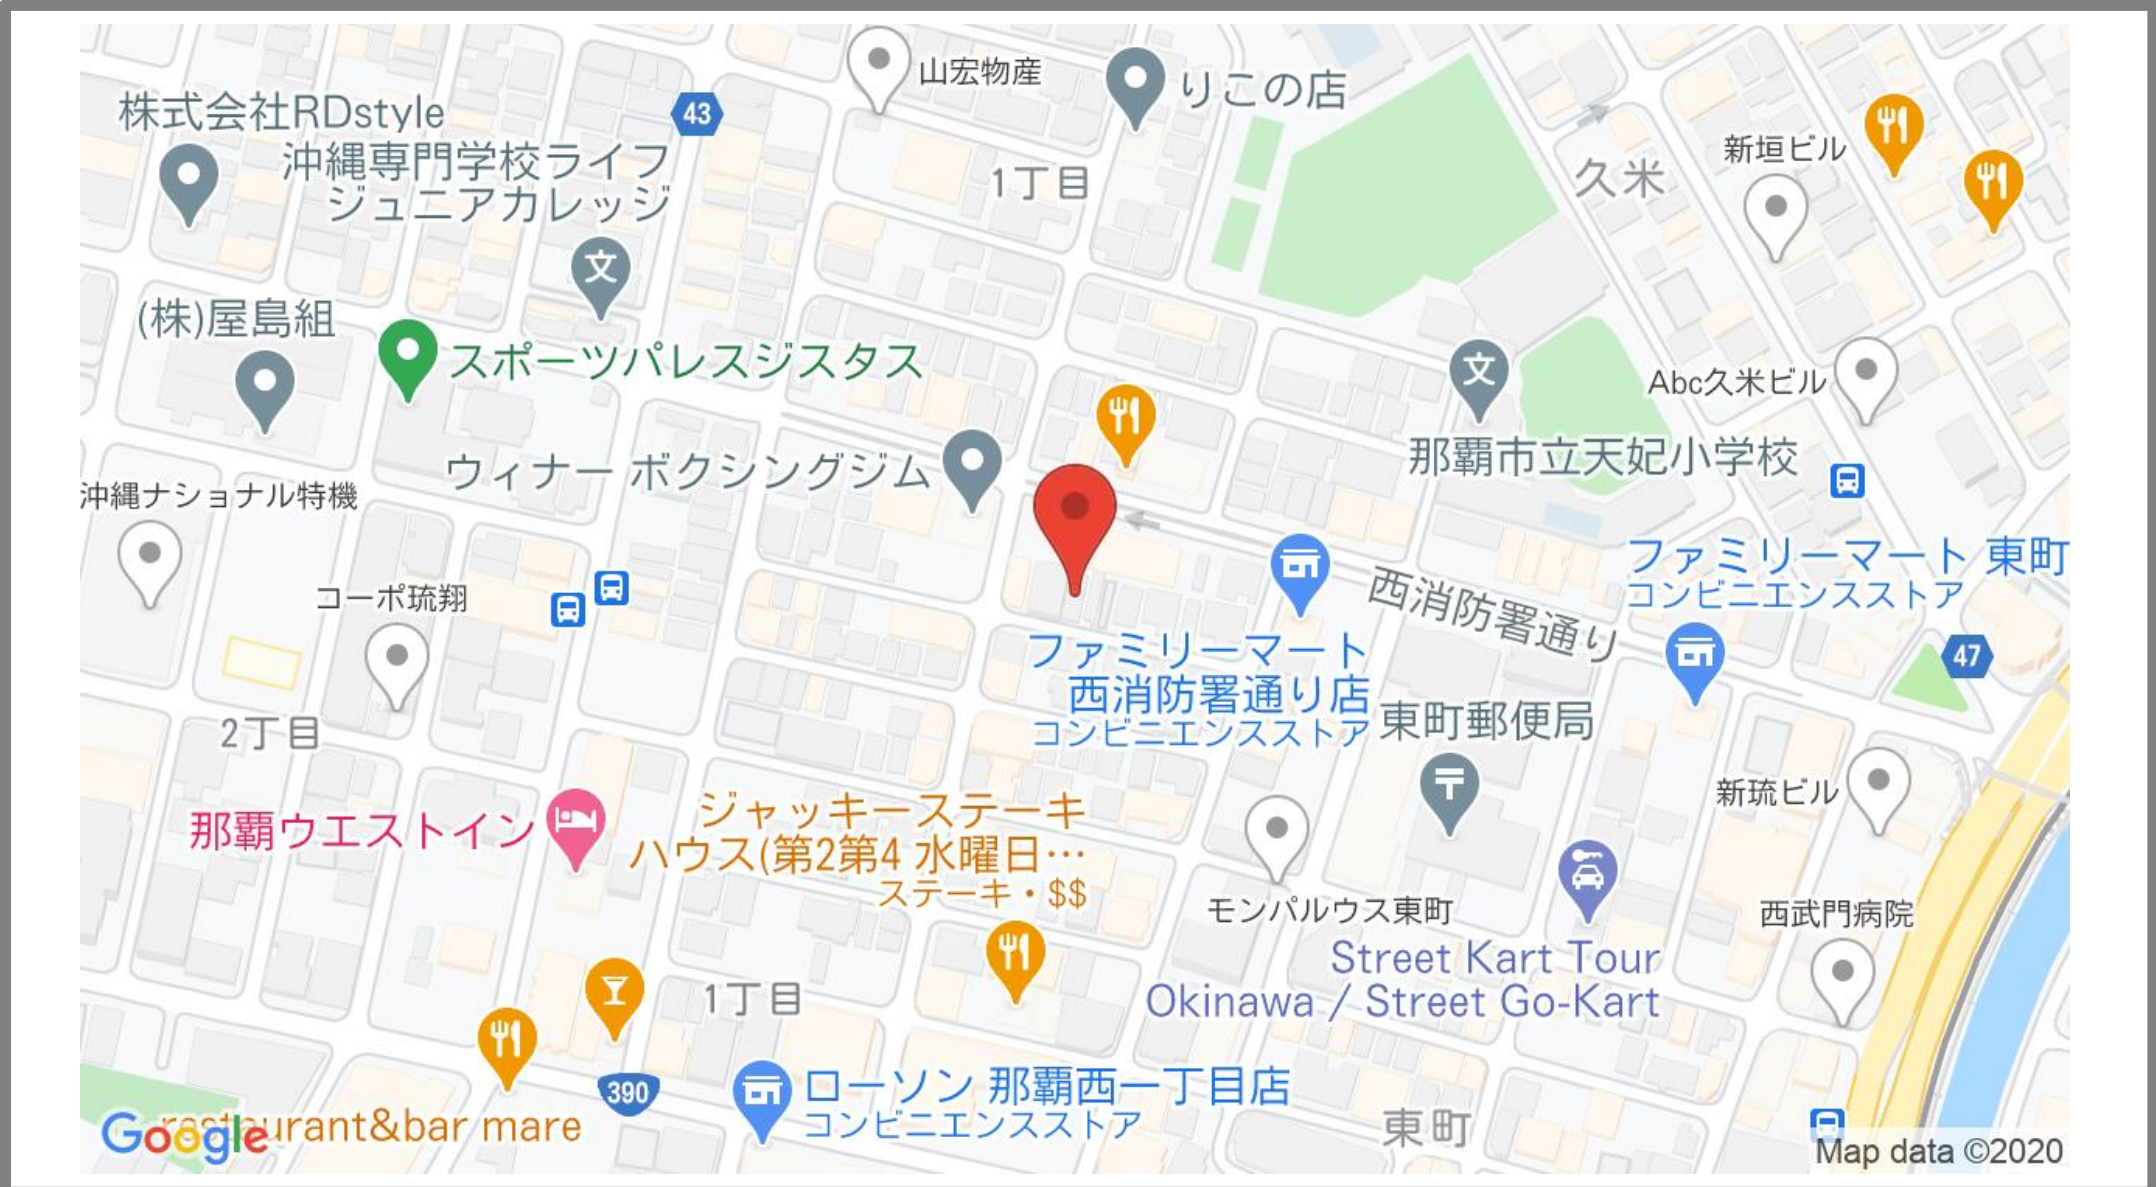 山宏物産
りこの店
株式会社RDstyle
43
沖縄専門学校ライフ
ジュニアカレッジ
文
1丁目
久米
新垣ビル
(株)屋島組
スポーツパレスジスタス
文
Abc久米ビル
那覇市立天妃小学校
ウィナー ボクシングジム
沖縄ナショナル特機
コーポ琉翔
西消防署通り
ファミリーマート 東町
コンビニエンスストア
47
ファミリーマート
西消防署通り店
コンビニエンスストア
東町郵便局
〒
2丁目
新琉ビル
那覇ウエストイン
ジャッキーステーキ
ハウス(第2第4 水曜日…
ステーキ・$$
モンパルウス東町
西武門病院
Street Kart Tour
Okinawa / Street Go-Kart
1丁目
390
ローソン 那覇西一丁目店
コンビニエンスストア
東町
restaurant&bar mare
Google
Map data ©2020